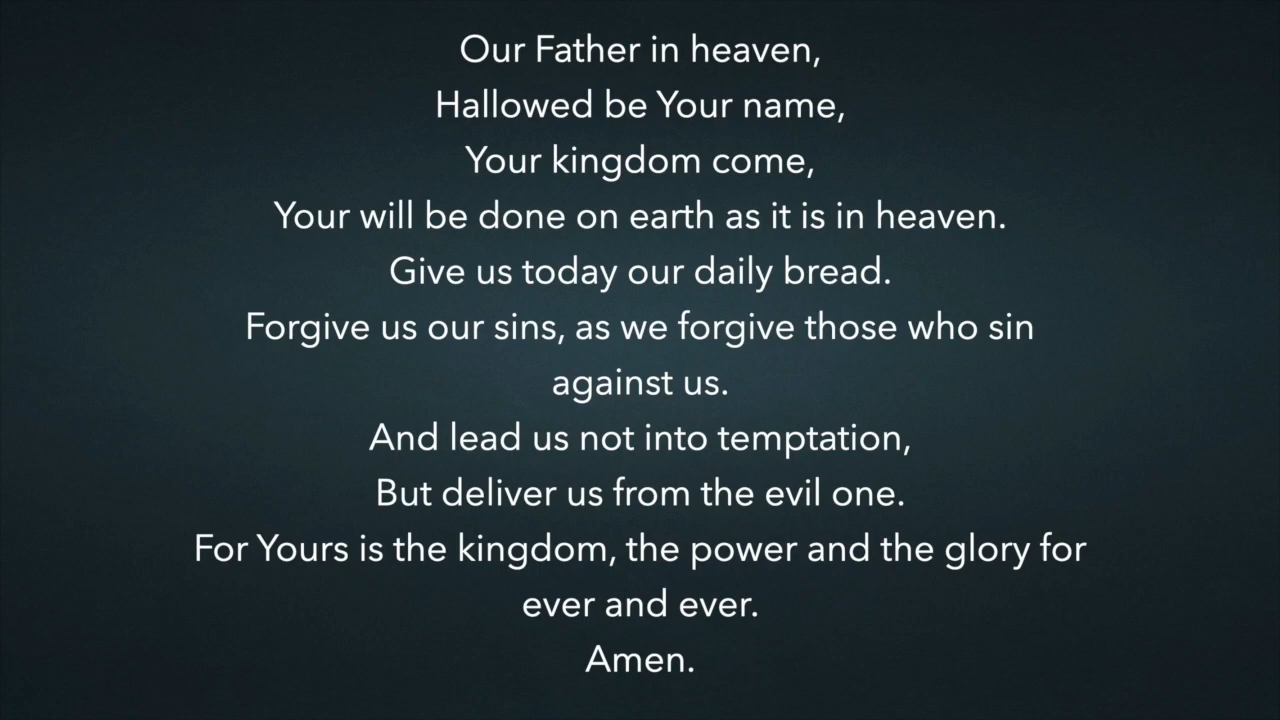 Our Father in heaven,
Hallowed be Your name,
Your kingdom come,
Your will be done on earth as it is in heaven.
Give us today our daily bread.
Forgive us our sins, as we forgive those who sin
against us.
And lead us not into temptation,
But deliver us from the evil one.
For Yours is the kingdom, the power and the glory for
ever and ever.
Amen.